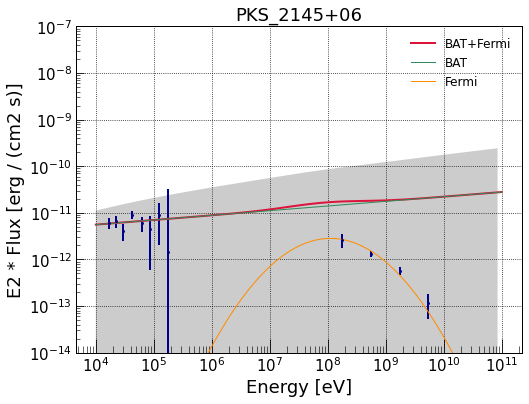 PKS_2145+06
E2 * Flux [erg / (cm2 s)]
10^-7
10^-8
10^-9
10^-10
10^-11
10^-12
10^-13
10^-14
BAT+Fermi
BAT
Fermi
10^4 10^5 10^6 10^7 10^8 10^9 10^10 10^11
Energy [eV]